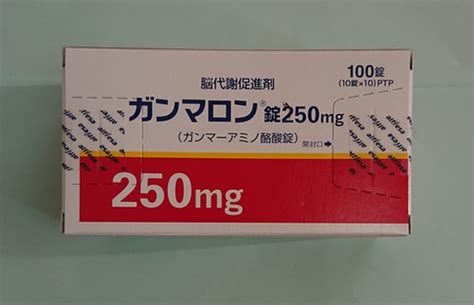 100錠
(10錠×10)PTP
脳代謝促進剤
ガンマロン®錠250mg
(ガンマーアミノ酪酸錠)
開封口→
250mg
alfresa